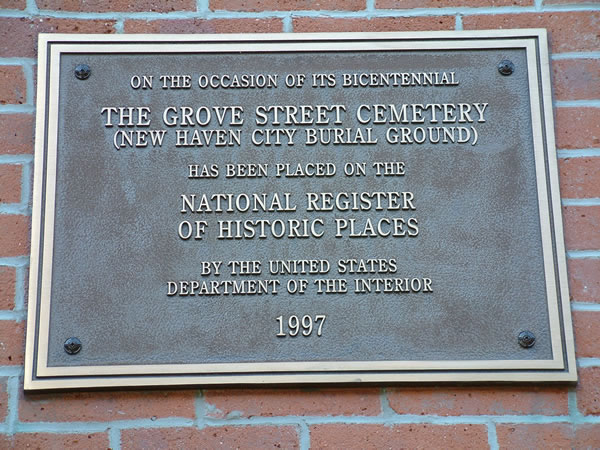 ON THE OCCASION OF ITS BICENTENNIAL
THE GROVE STREET CEMETERY
(NEW HAVEN CITY BURIAL GROUND)
HAS BEEN PLACED ON THE
NATIONAL REGISTER
OF HISTORIC PLACES
BY THE UNITED STATES
DEPARTMENT OF THE INTERIOR
1997